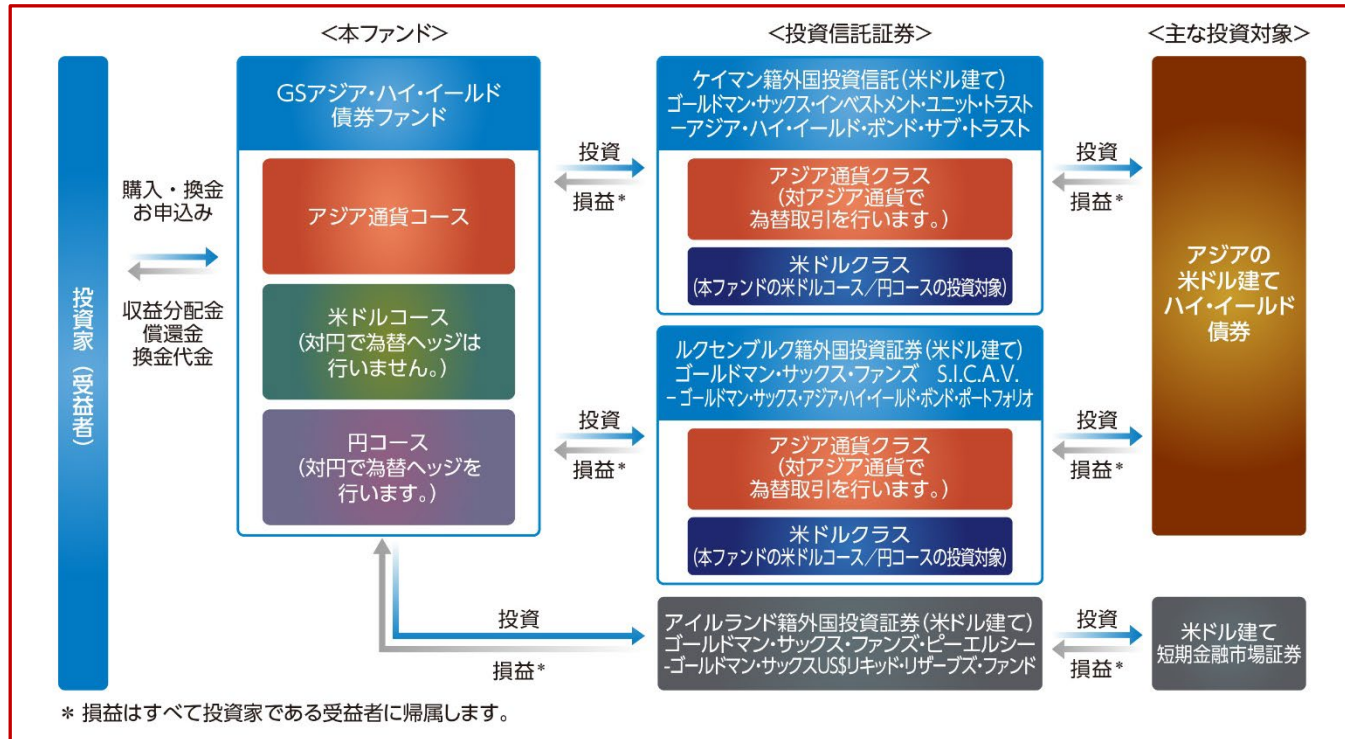 <本ファンド>
<投資信託証券>
<主な投資対象>
投資家（受益者）
購入・換金
お申込み
収益分配金
償還金
換金代金
GSアジア・ハイ・イールド
債券ファンド
アジア通貨コース
米ドルコース
(対円で為替ヘッジは
行いません。)
円コース
(対円で為替ヘッジを
行います。)
投資
損益*
ケイマン籍外国投資信託(米ドル建て)
ゴールドマン・サックス・インベストメント・ユニット・トラスト
ーアジア・ハイ・イールド・ボンド・サブ・トラスト
アジア通貨クラス
(対アジア通貨で
為替取引を行います。)
米ドルクラス
(本ファンドの米ドルコース／円コースの投資対象)
投資
損益*
投資
損益*
ルクセンブルク籍外国投資証券(米ドル建て)
ゴールドマン・サックス・ファンズ S.I.C.A.V.
－ゴールドマン・サックス・アジア・ハイ・イールド・ボンド・ポートフォリオ
アジア通貨クラス
(対アジア通貨で
為替取引を行います。)
米ドルクラス
(本ファンドの米ドルコース／円コースの投資対象)
投資
損益*
アジアの
米ドル建て
ハイ・イールド
債券
投資
損益*
アイルランド籍外国投資証券(米ドル建て)
ゴールドマン・サックス・ファンズ・ピーエルシー
-ゴールドマン・サックスUS$リキッド・リザーブズ・ファンド
投資
損益*
米ドル建て
短期金融市場証券
* 損益はすべて投資家である受益者に帰属します。